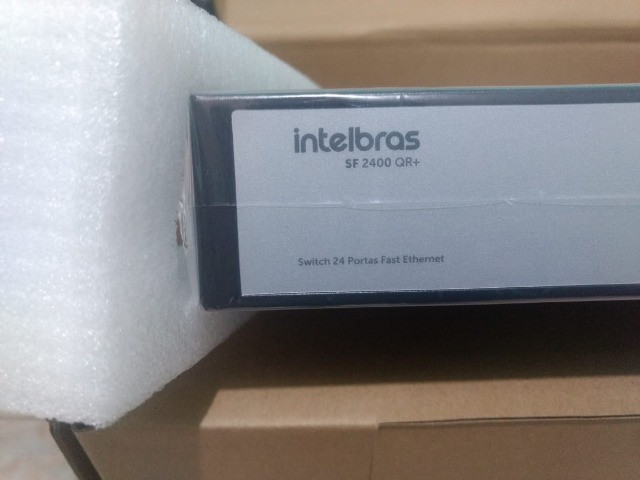 intelbras
SF 2400 QR+
Switch 24 Portas Fast Ethernet